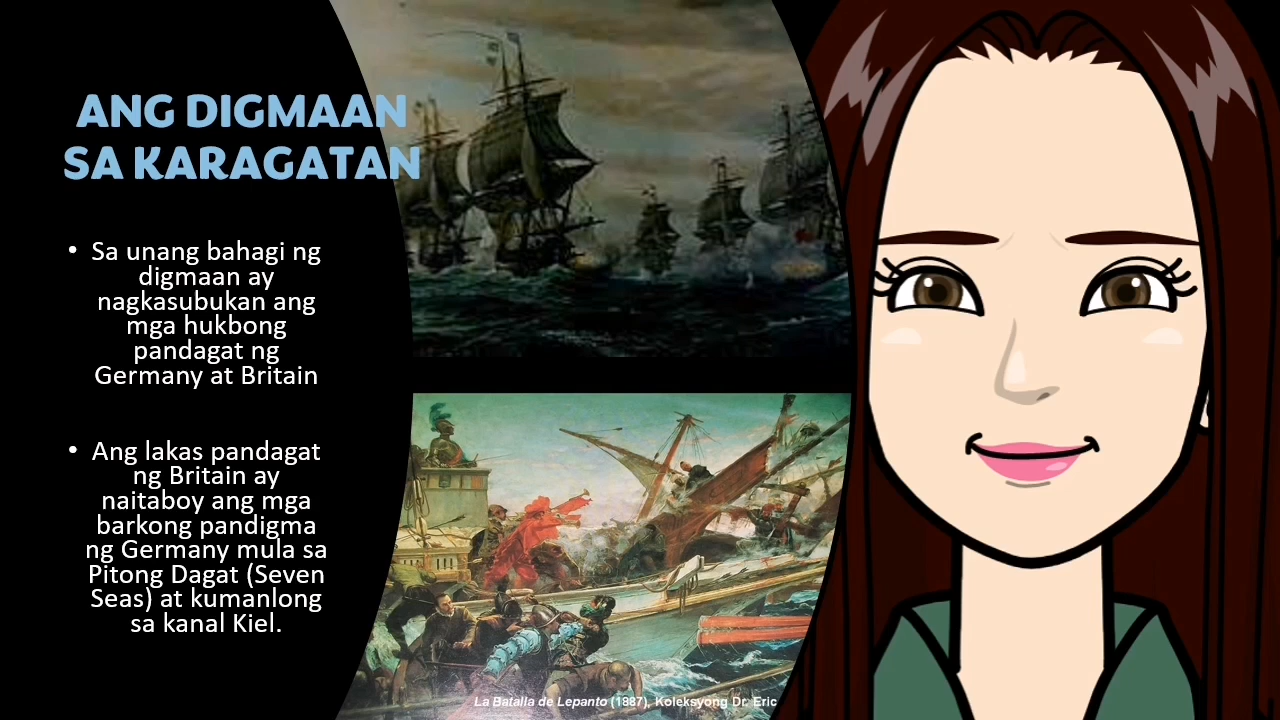 ANG DIGMAAN
SA KARAGATAN
• Sa unang bahagi ng
digmaan ay
nagkasubukan ang
mga hukbong
pandagat ng
Germany at Britain
• Ang lakas pandagat
ng Britain ay
naitaboy ang mga
barkong pandigma
ng Germany mula sa
Pitong Dagat (Seven
Seas) at kumanlong
sa kanal Kiel.
La Batalla de Lepanto (1887), Koleksyong Dr. Eric